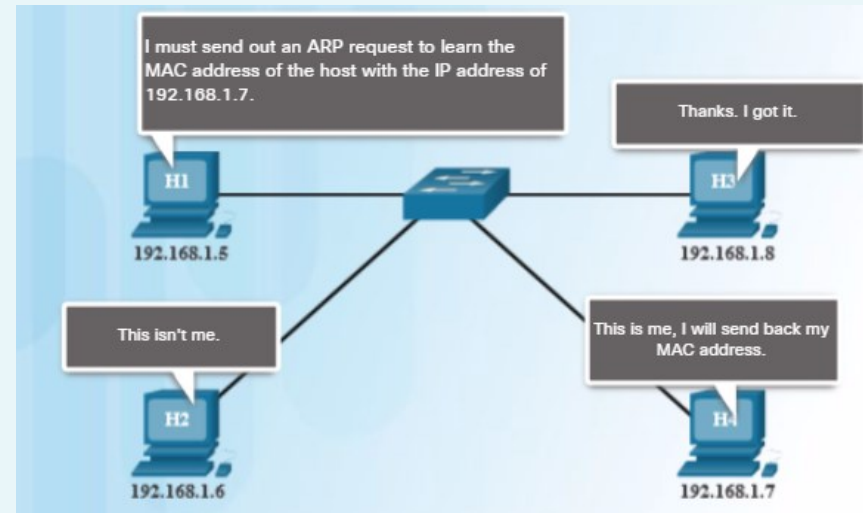 I must send out an ARP request to learn the
MAC address of the host with the IP address of
192.168.1.7.
Thanks. I got it.
H1
H3
192.168.1.5
192.168.1.8
This isn't me.
This is me, I will send back my
MAC address.
H2
H4
192.168.1.6
192.168.1.7